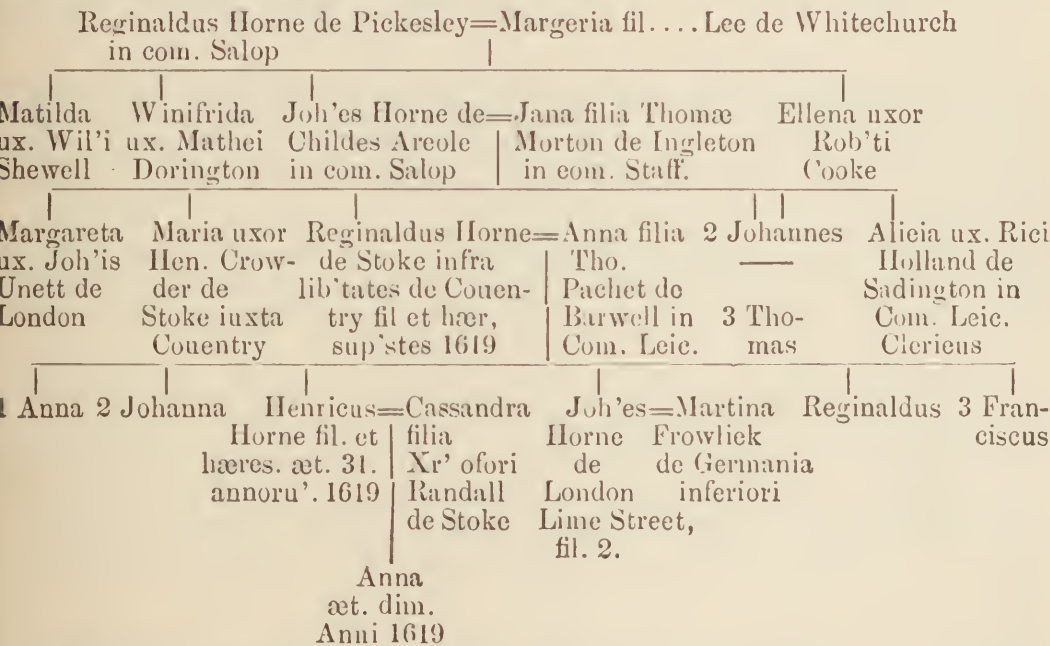 Reginaldus Horne de Pickesley=Margeria fil.... Lee de Whitechurch
in com. Salop
Matilda Winifrida Joh'es Horne de=Jana filia Thomæ Ellena uxor
ux. Wil'i ux. Mathei Childes Arcole Morton de Ingleton Rob'ti
Shewell Dorington in com. Salop in com. Staff. Cooke
Margareta Maria uxor Reginaldus Horne=Anna filia 2 Johannes Alicia ux. Rici
ux. Joh'is Hen. Crow- de Stoke infra Tho. — Holland de
Unett de der de lib'tates de Couen- Pachet de Sadington in
London Stoke iuxta try fil et hær, Barwell in 3 Tho- Com. Leic.
Couentry sup'stes 1619 Com. Leic. mas Clericus
1 Anna 2 Johanna Henricus=Cassandra Joh'es=Martina Reginaldus 3 Fran-
Horne fil. et filia Horne Frowliek ciscus
hæres. æt. 31. Xr'ofori de de Germania
annoru'. 1619 Randall London inferiori
de Stoke Lime Street,
fil. 2.
Anna
æt. dim.
Anni 1619